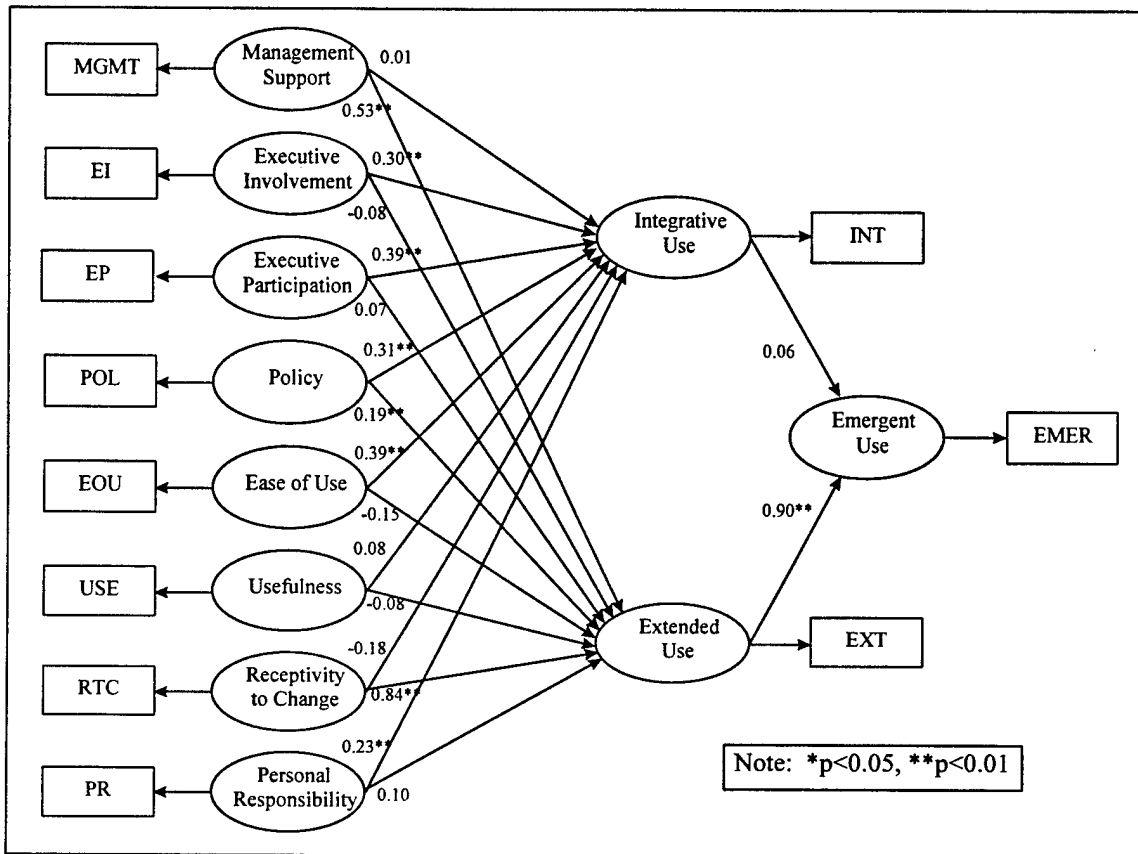 MGMT
Management
Support
0.01
0.53**
EI
Executive
Involvement
0.30**
-0.08
EP
Executive
Participation
0.39**
0.07
POL
Policy
0.31**
0.19**
EOU
Ease of Use
0.39**
-0.15
USE
Usefulness
0.08
-0.08
RTC
Receptivity
to Change
-0.18
0.84**
PR
Personal
Responsibility
0.23**
0.10
Integrative
Use
INT
0.06
Emergent
Use
EMER
0.90**
Extended
Use
EXT
Note: *p<0.05, **p<0.01